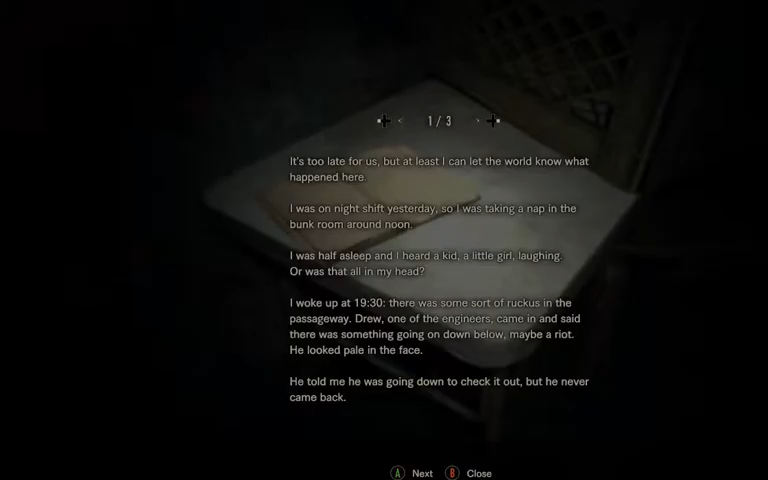 < 1 / 3 >
It's too late for us, but at least I can let the world know what
happened here.
I was on night shift yesterday, so I was taking a nap in the
bunk room around noon.
I was half asleep and I heard a kid, a little girl, laughing.
Or was that all in my head?
I woke up at 19:30: there was some sort of ruckus in the
passageway. Drew, one of the engineers, came in and said
there was something going on down below, maybe a riot.
He looked pale in the face.
He told me he was going down to check it out, but he never
came back.
A Next B Close